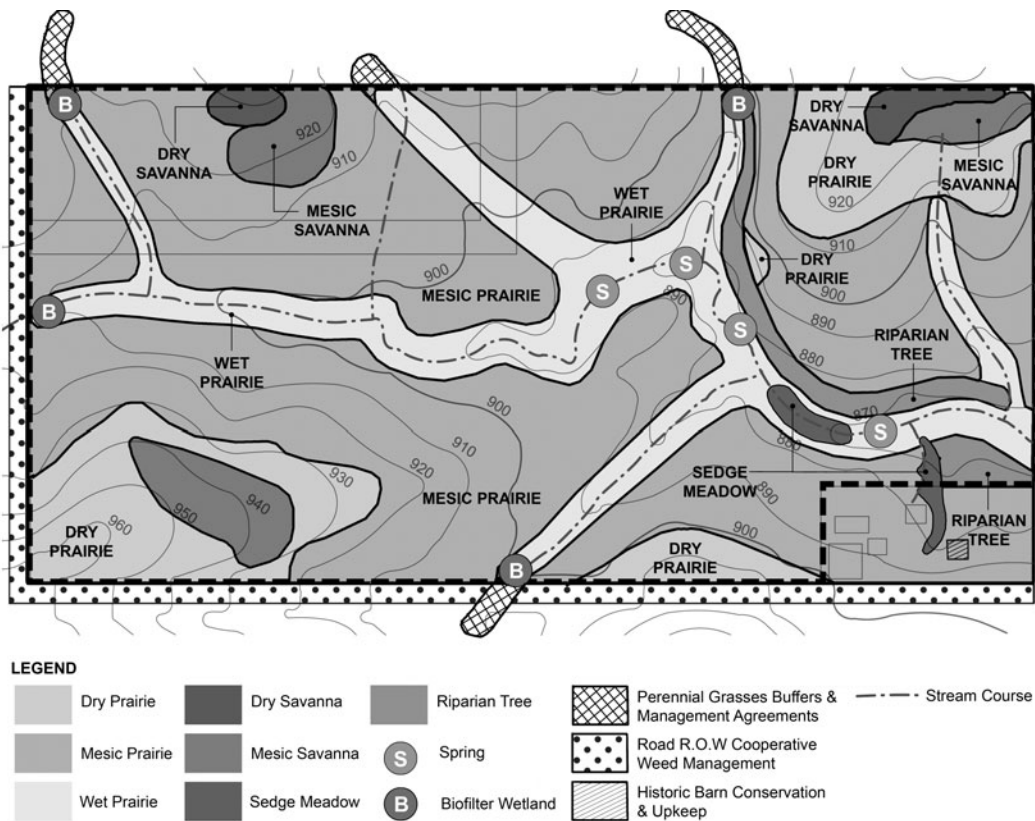 B
B
DRY
SAVANNA
920
910
MESIC
SAVANNA
WET
PRAIRIE
DRY
SAVANNA
DRY
PRAIRIE
MESIC
SAVANNA
920
910
900
DRY
PRAIRIE
900
S
S
890
MESIC PRAIRIE
890
B
S
880
RIPARIAN
TREE
WET
PRAIRIE
900
870
S
880
910
920
930
MESIC PRAIRIE
SEDGE
MEADOW
890
940
950
960
DRY
PRAIRIE
900
DRY
PRAIRIE
RIPARIAN
TREE
B
LEGEND
Dry Prairie
Mesic Prairie
Wet Prairie
Dry Savanna
Mesic Savanna
Sedge Meadow
Riparian Tree
S
Spring
B
Biofilter Wetland
Perennial Grasses Buffers &
Management Agreements
Road R.O.W Cooperative
Weed Management
Historic Barn Conservation
& Upkeep
Stream Course